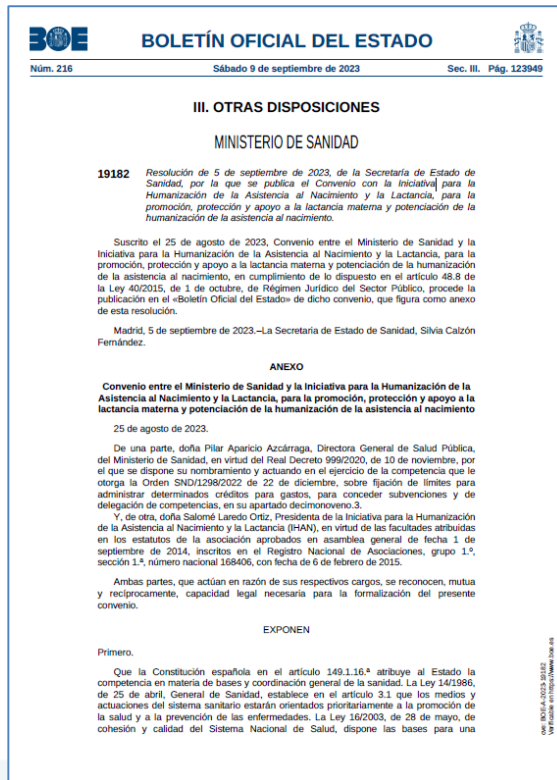 BOE
BOLETÍN OFICIAL DEL ESTADO
Núm. 216
Sábado 9 de septiembre de 2023
Sec. III. Pág. 123949
III. OTRAS DISPOSICIONES
MINISTERIO DE SANIDAD
19182
Resolución de 5 de septiembre de 2023, de la Secretaría de Estado de
Sanidad, por la que se publica el Convenio con la Iniciativa para la
Humanización de la Asistencia al Nacimiento y la Lactancia, para la
promoción, protección y apoyo a la lactancia materna y potenciación de la
humanización de la asistencia al nacimiento.
Suscrito el 25 de agosto de 2023, Convenio entre el Ministerio de Sanidad y la
Iniciativa para la Humanización de la Asistencia al Nacimiento y la Lactancia, para la
promoción, protección y apoyo a la lactancia materna y potenciación de la humanización
de la asistencia al nacimiento, en cumplimiento de lo dispuesto en el artículo 48.8 de
la Ley 40/2015, de 1 de octubre, de Régimen Jurídico del Sector Público, procede la
publicación en el «Boletín Oficial del Estado» de dicho convenio, que figura como anexo
de esta resolución.
Madrid, 5 de septiembre de 2023.–La Secretaria de Estado de Sanidad, Silvia Calzón
Fernández.
ANEXO
Convenio entre el Ministerio de Sanidad y la Iniciativa para la Humanización de la
Asistencia al Nacimiento y la Lactancia, para la promoción, protección y apoyo a la
lactancia materna y potenciación de la humanización de la asistencia al nacimiento
25 de agosto de 2023.
De una parte, doña Pilar Aparicio Azcárraga, Directora General de Salud Pública,
del Ministerio de Sanidad, en virtud del Real Decreto 999/2020, de 10 de noviembre, por
el que se dispone su nombramiento y actuando en el ejercicio de la competencia que le
otorga la Orden SND/1298/2022 de 22 de diciembre, sobre fijación de límites para
administrar determinados créditos para gastos, para conceder subvenciones y de
delegación de competencias, en su apartado decimonoveno.3.
Y, de otra, doña Salomé Laredo Ortiz, Presidenta de la Iniciativa para la Humanización
de la Asistencia al Nacimiento y la Lactancia (IHAN), en virtud de las facultades atribuidas
en los estatutos de la asociación aprobados en asamblea general de fecha 1 de
septiembre de 2014, inscritos en el Registro Nacional de Asociaciones, grupo 1.º,
sección 1.ª, número nacional 168406, con fecha de 6 de febrero de 2015.
Ambas partes, que actúan en razón de sus respectivos cargos, se reconocen, mutua
y recíprocamente, capacidad legal necesaria para la formalización del presente
convenio.
EXPONEN
Primero.
Que la Constitución española en el artículo 149.1.16.ª atribuye al Estado la
competencia en materia de bases y coordinación general de la sanidad. La Ley 14/1986,
de 25 de abril, General de Sanidad, establece en el artículo 3.1 que los medios y
actuaciones del sistema sanitario estarán orientados prioritariamente a la promoción de
la salud y a la prevención de las enfermedades. La Ley 16/2003, de 28 de mayo, de
cohesión y calidad del Sistema Nacional de Salud, dispone las bases para una
cve: BOE-A-2023-19182
Verificable en https://www.boe.es